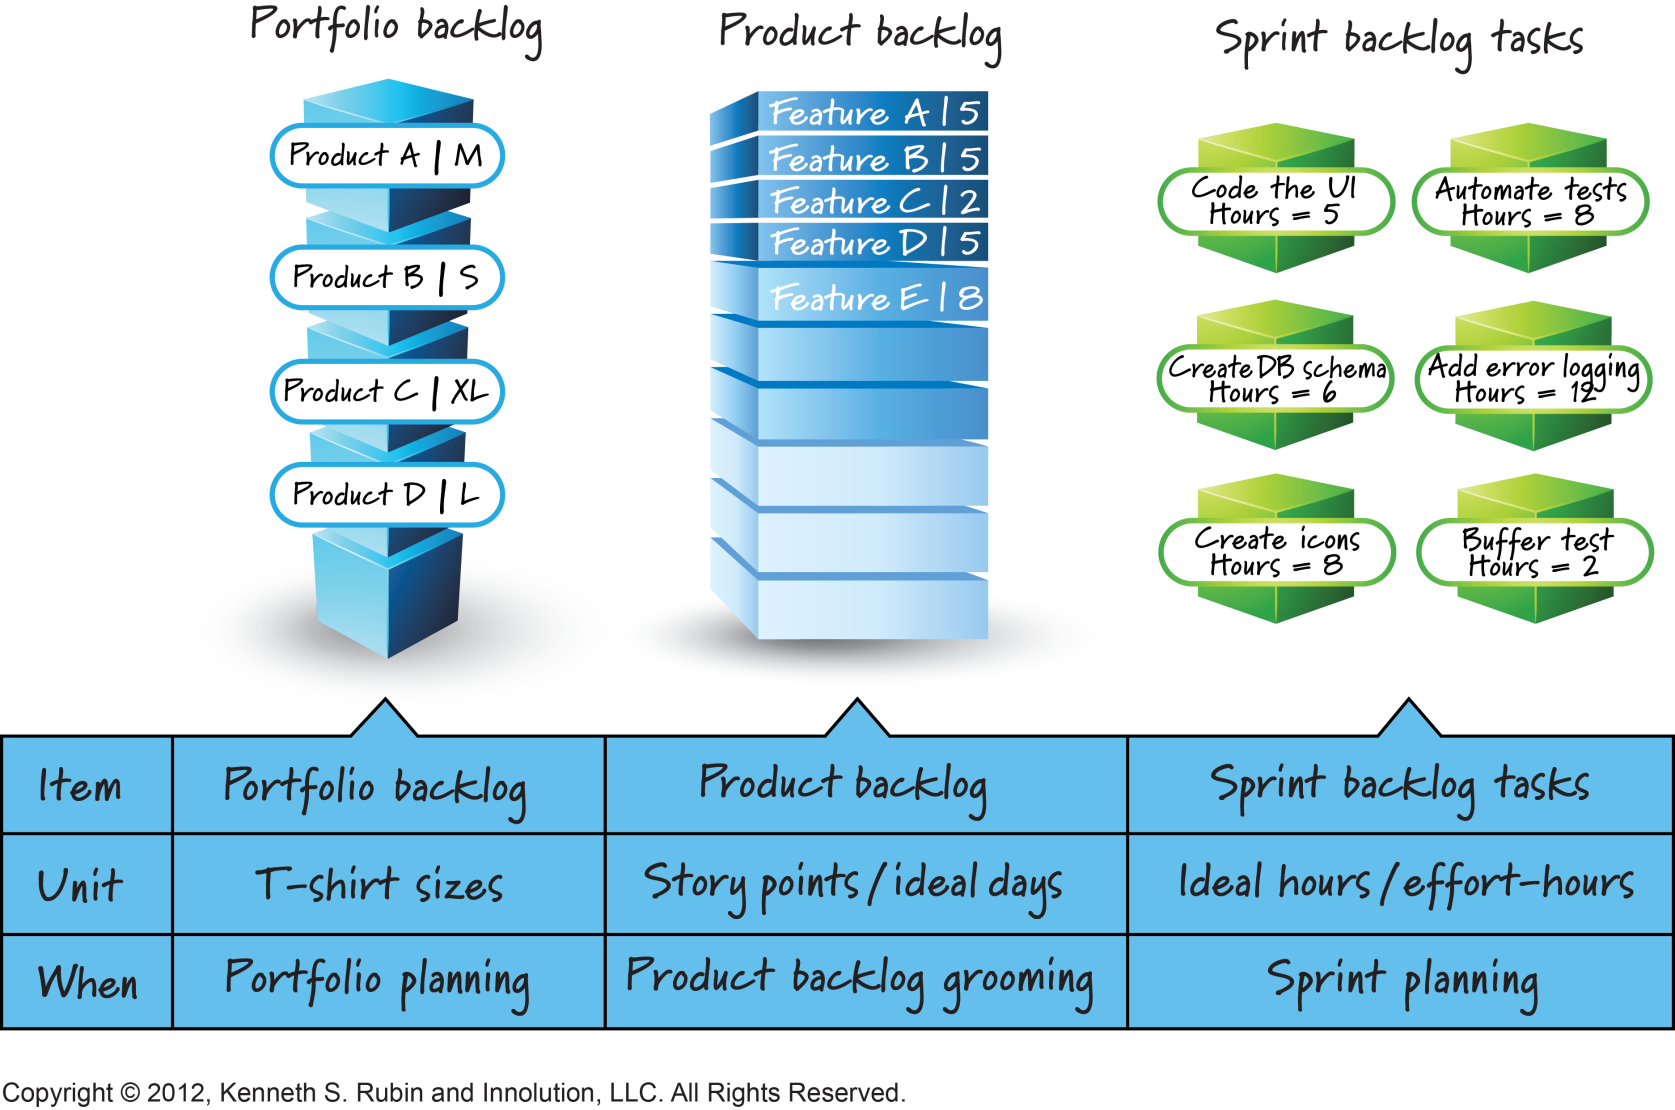 Portfolio backlog
Product A | M
Product B | S
Product C | XL
Product D | L
Product backlog
Feature A | 5
Feature B | 5
Feature C | 2
Feature D | 5
Feature E | 8
Sprint backlog tasks
Code the UI
Hours = 5
Automate tests
Hours = 8
Create DB schema
Hours = 6
Add error logging
Hours = 12
Create icons
Hours = 8
Buffer test
Hours = 2
Item Portfolio backlog Product backlog Sprint backlog tasks
Unit T-shirt sizes Story points/ideal days Ideal hours/effort-hours
When Portfolio planning Product backlog grooming Sprint planning
Copyright © 2012, Kenneth S. Rubin and Innolution, LLC. All Rights Reserved.